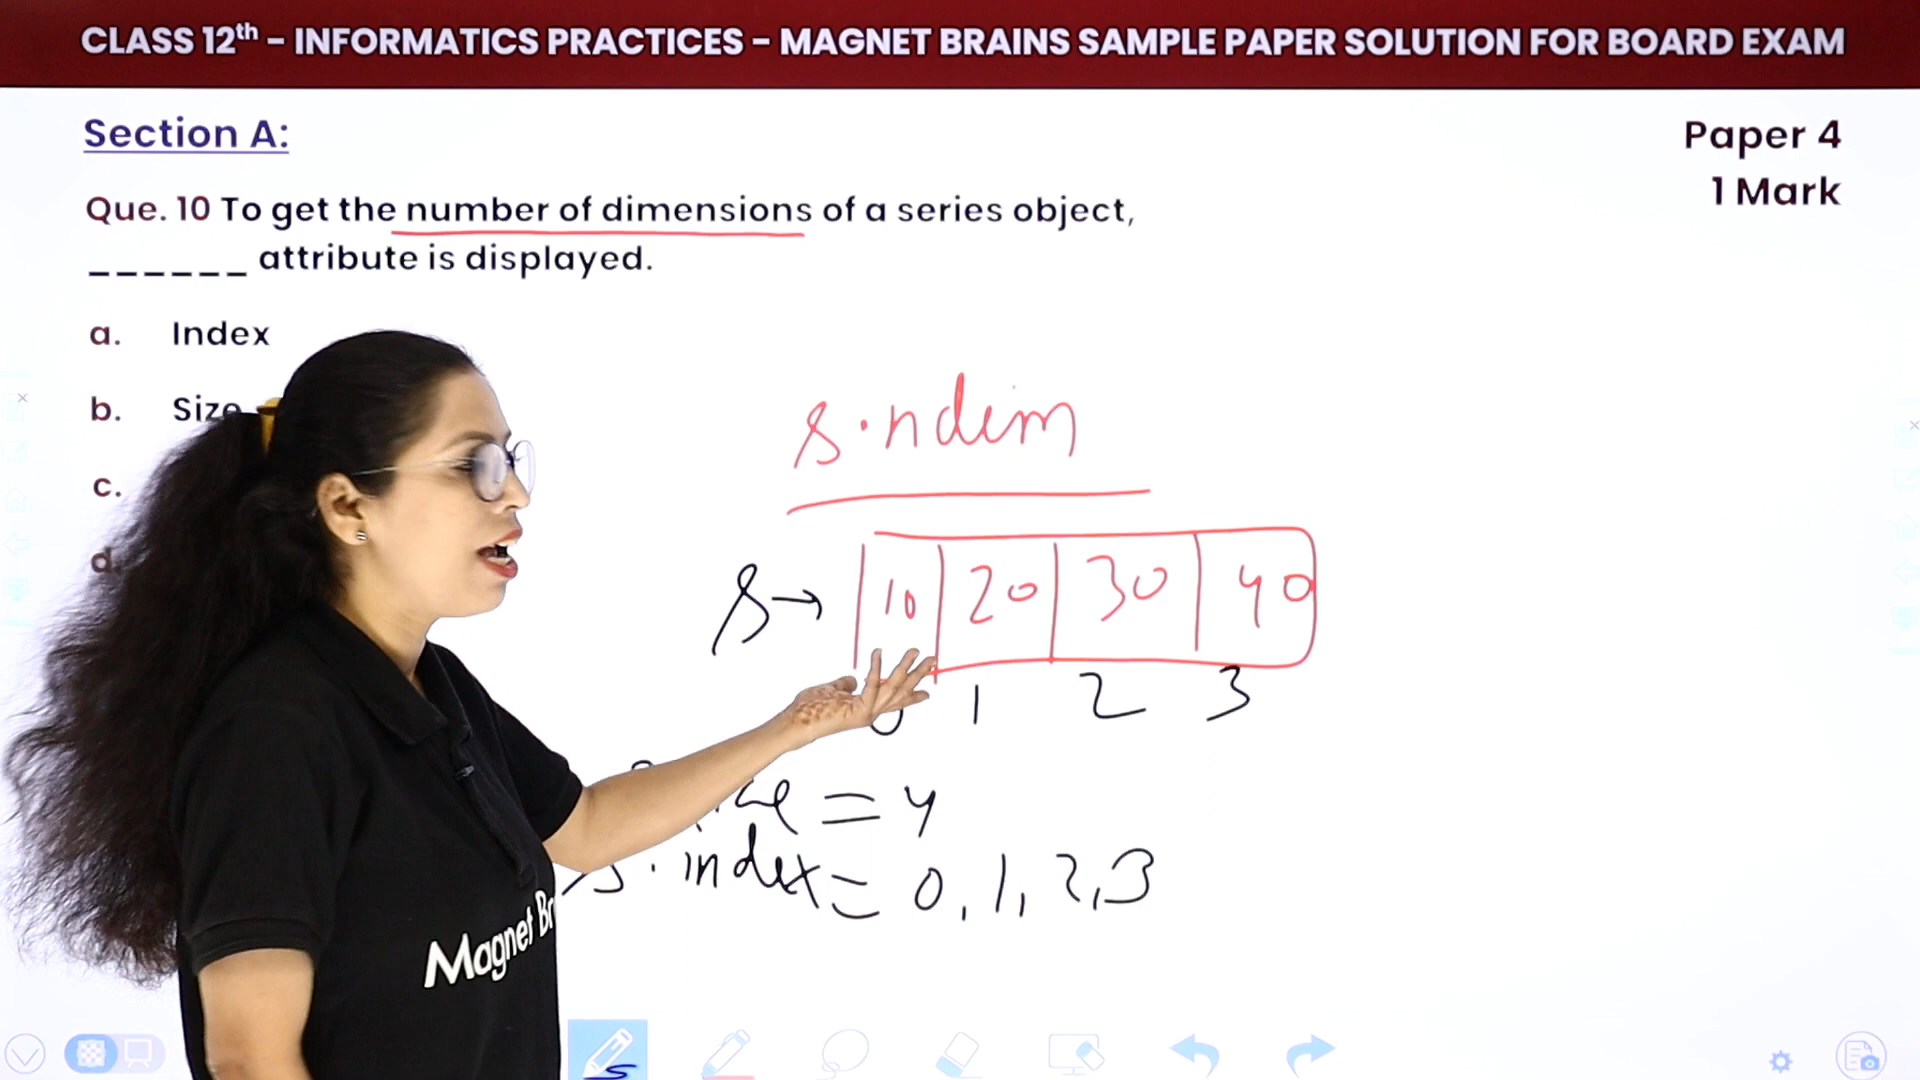 CLASS 12th - INFORMATICS PRACTICES - MAGNET BRAINS SAMPLE PAPER SOLUTION FOR BOARD EXAM
Section A:
Paper 4
1 Mark
Que. 10 To get the number of dimensions of a series object,
______ attribute is displayed.
a. Index
b. Size
c.
d.
s.ndim
s→ 10 20 30 40
0 1 2 3
= 4
s.index = 0, 1, 2, 3
Magnet Br